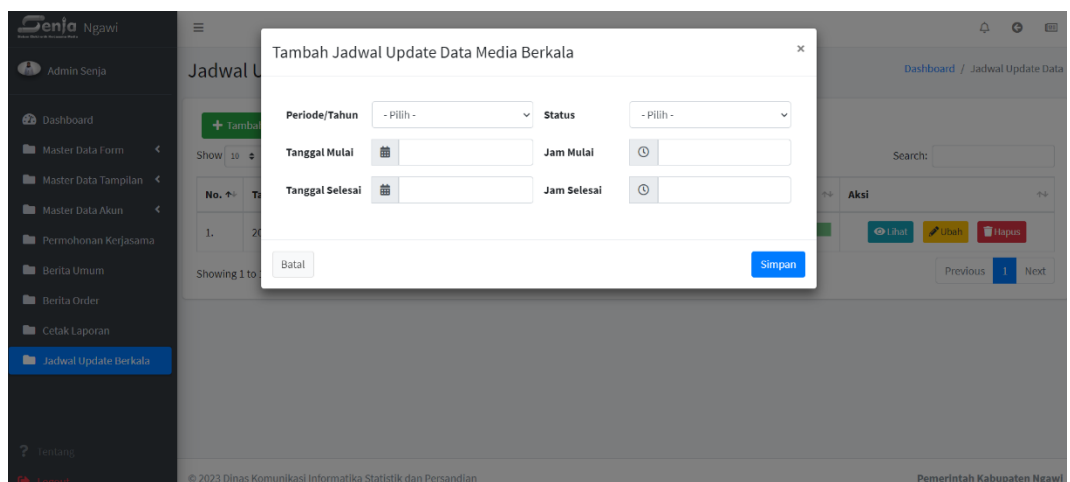 Senja Ngawi
Admin Senja
Dashboard
Master Data Form
Master Data Tampilan
Master Data Akun
Permohonan Kerjasama
Berita Umum
Berita Order
Cetak Laporan
Jadwal Update Berkala
Tentang
Jadwal U
Dashboard / Jadwal Update Data
+ Tambah
Show 10
Search:
No. Ta
Aksi
1. 20
Lihat Ubah Hapus
Showing 1 to
Previous 1 Next
Tambah Jadwal Update Data Media Berkala ×
Periode/Tahun - Pilih - Status - Pilih -
Tanggal Mulai Jam Mulai
Tanggal Selesai Jam Selesai
Batal Simpan
© 2023 Dinas Komunikasi Informatika Statistik dan Persandian
Pemerintah Kabupaten Ngawi